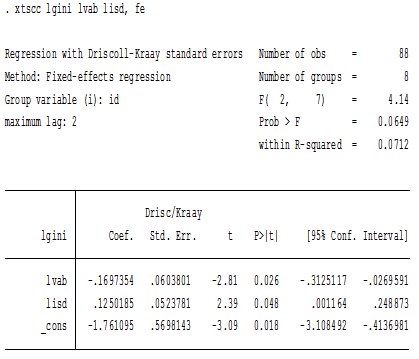 . xtscc lgini lvab lisd, fe
Regression with Driscoll-Kraay standard errors   Number of obs     =        88
Method: Fixed-effects regression                 Number of groups  =         8
Group variable (i): id                           F(  2,     7)     =      4.14
maximum lag: 2                                   Prob > F          =    0.0649
within R-squared  =    0.0712
Drisc/Kraay
lgini        Coef.   Std. Err.      t    P>|t|     [95% Conf. Interval]
lvab    -.1697354   .0603801    -2.81   0.026    -.3125117   -.0269591
lisd     .1250185   .0523781     2.39   0.048      .001164     .248873
_cons    -1.761095   .5698143    -3.09   0.018    -3.108492   -.4136981